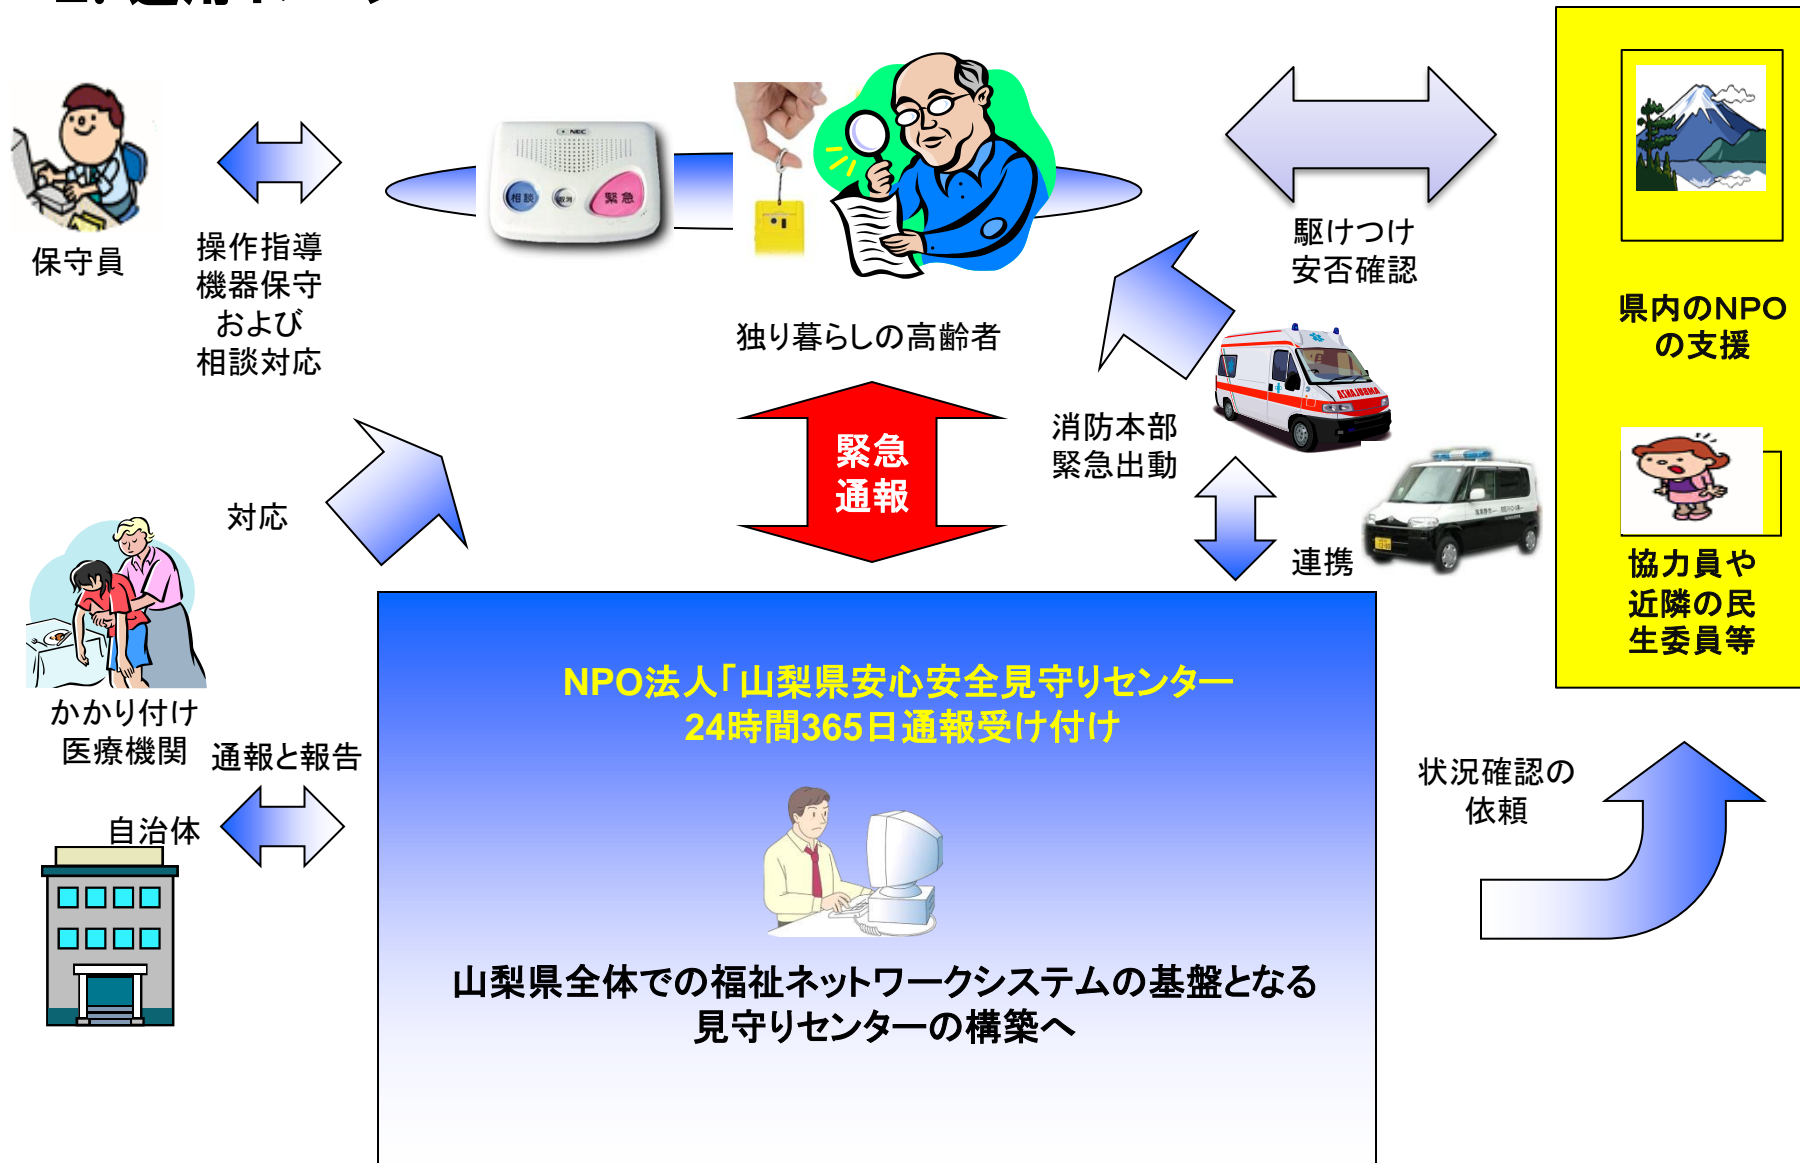 保守員
操作指導
機器保守
および
相談対応
NEC
相談
取消
緊急
独り暮らしの高齢者
駆けつけ
安否確認
県内のNPO
の支援
協力員や
近隣の民
生委員等
消防本部
緊急出動
AMBULANZA
連携
緊急
通報
対応
かかり付け
医療機関
通報と報告
自治体
NPO法人「山梨県安心安全見守りセンター
24時間365日通報受け付け
山梨県全体での福祉ネットワークシステムの基盤となる
見守りセンターの構築へ
状況確認の
依頼